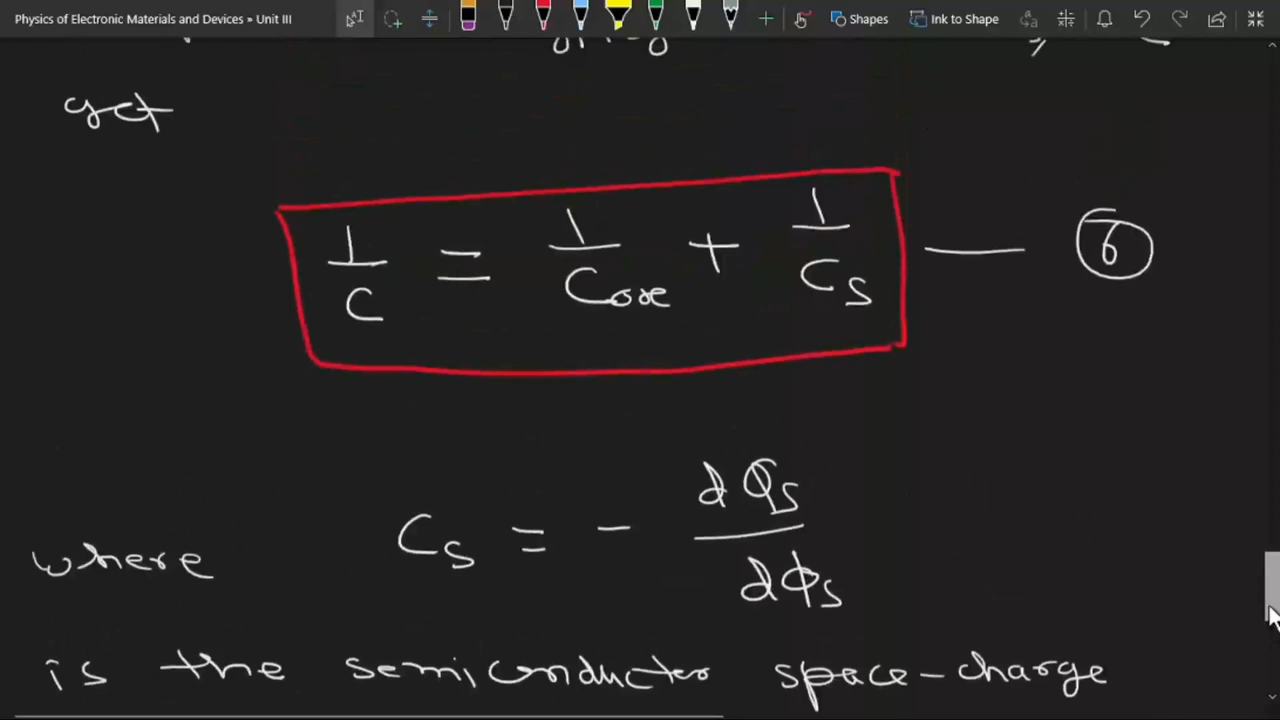 Physics of Electronic Materials and Devices » Unit III
Shapes
Ink to Shape
get
1/C = 1/Cox + 1/Cs — 6
where Cs = - dQs/dϕs
is the semiconductor space-charge